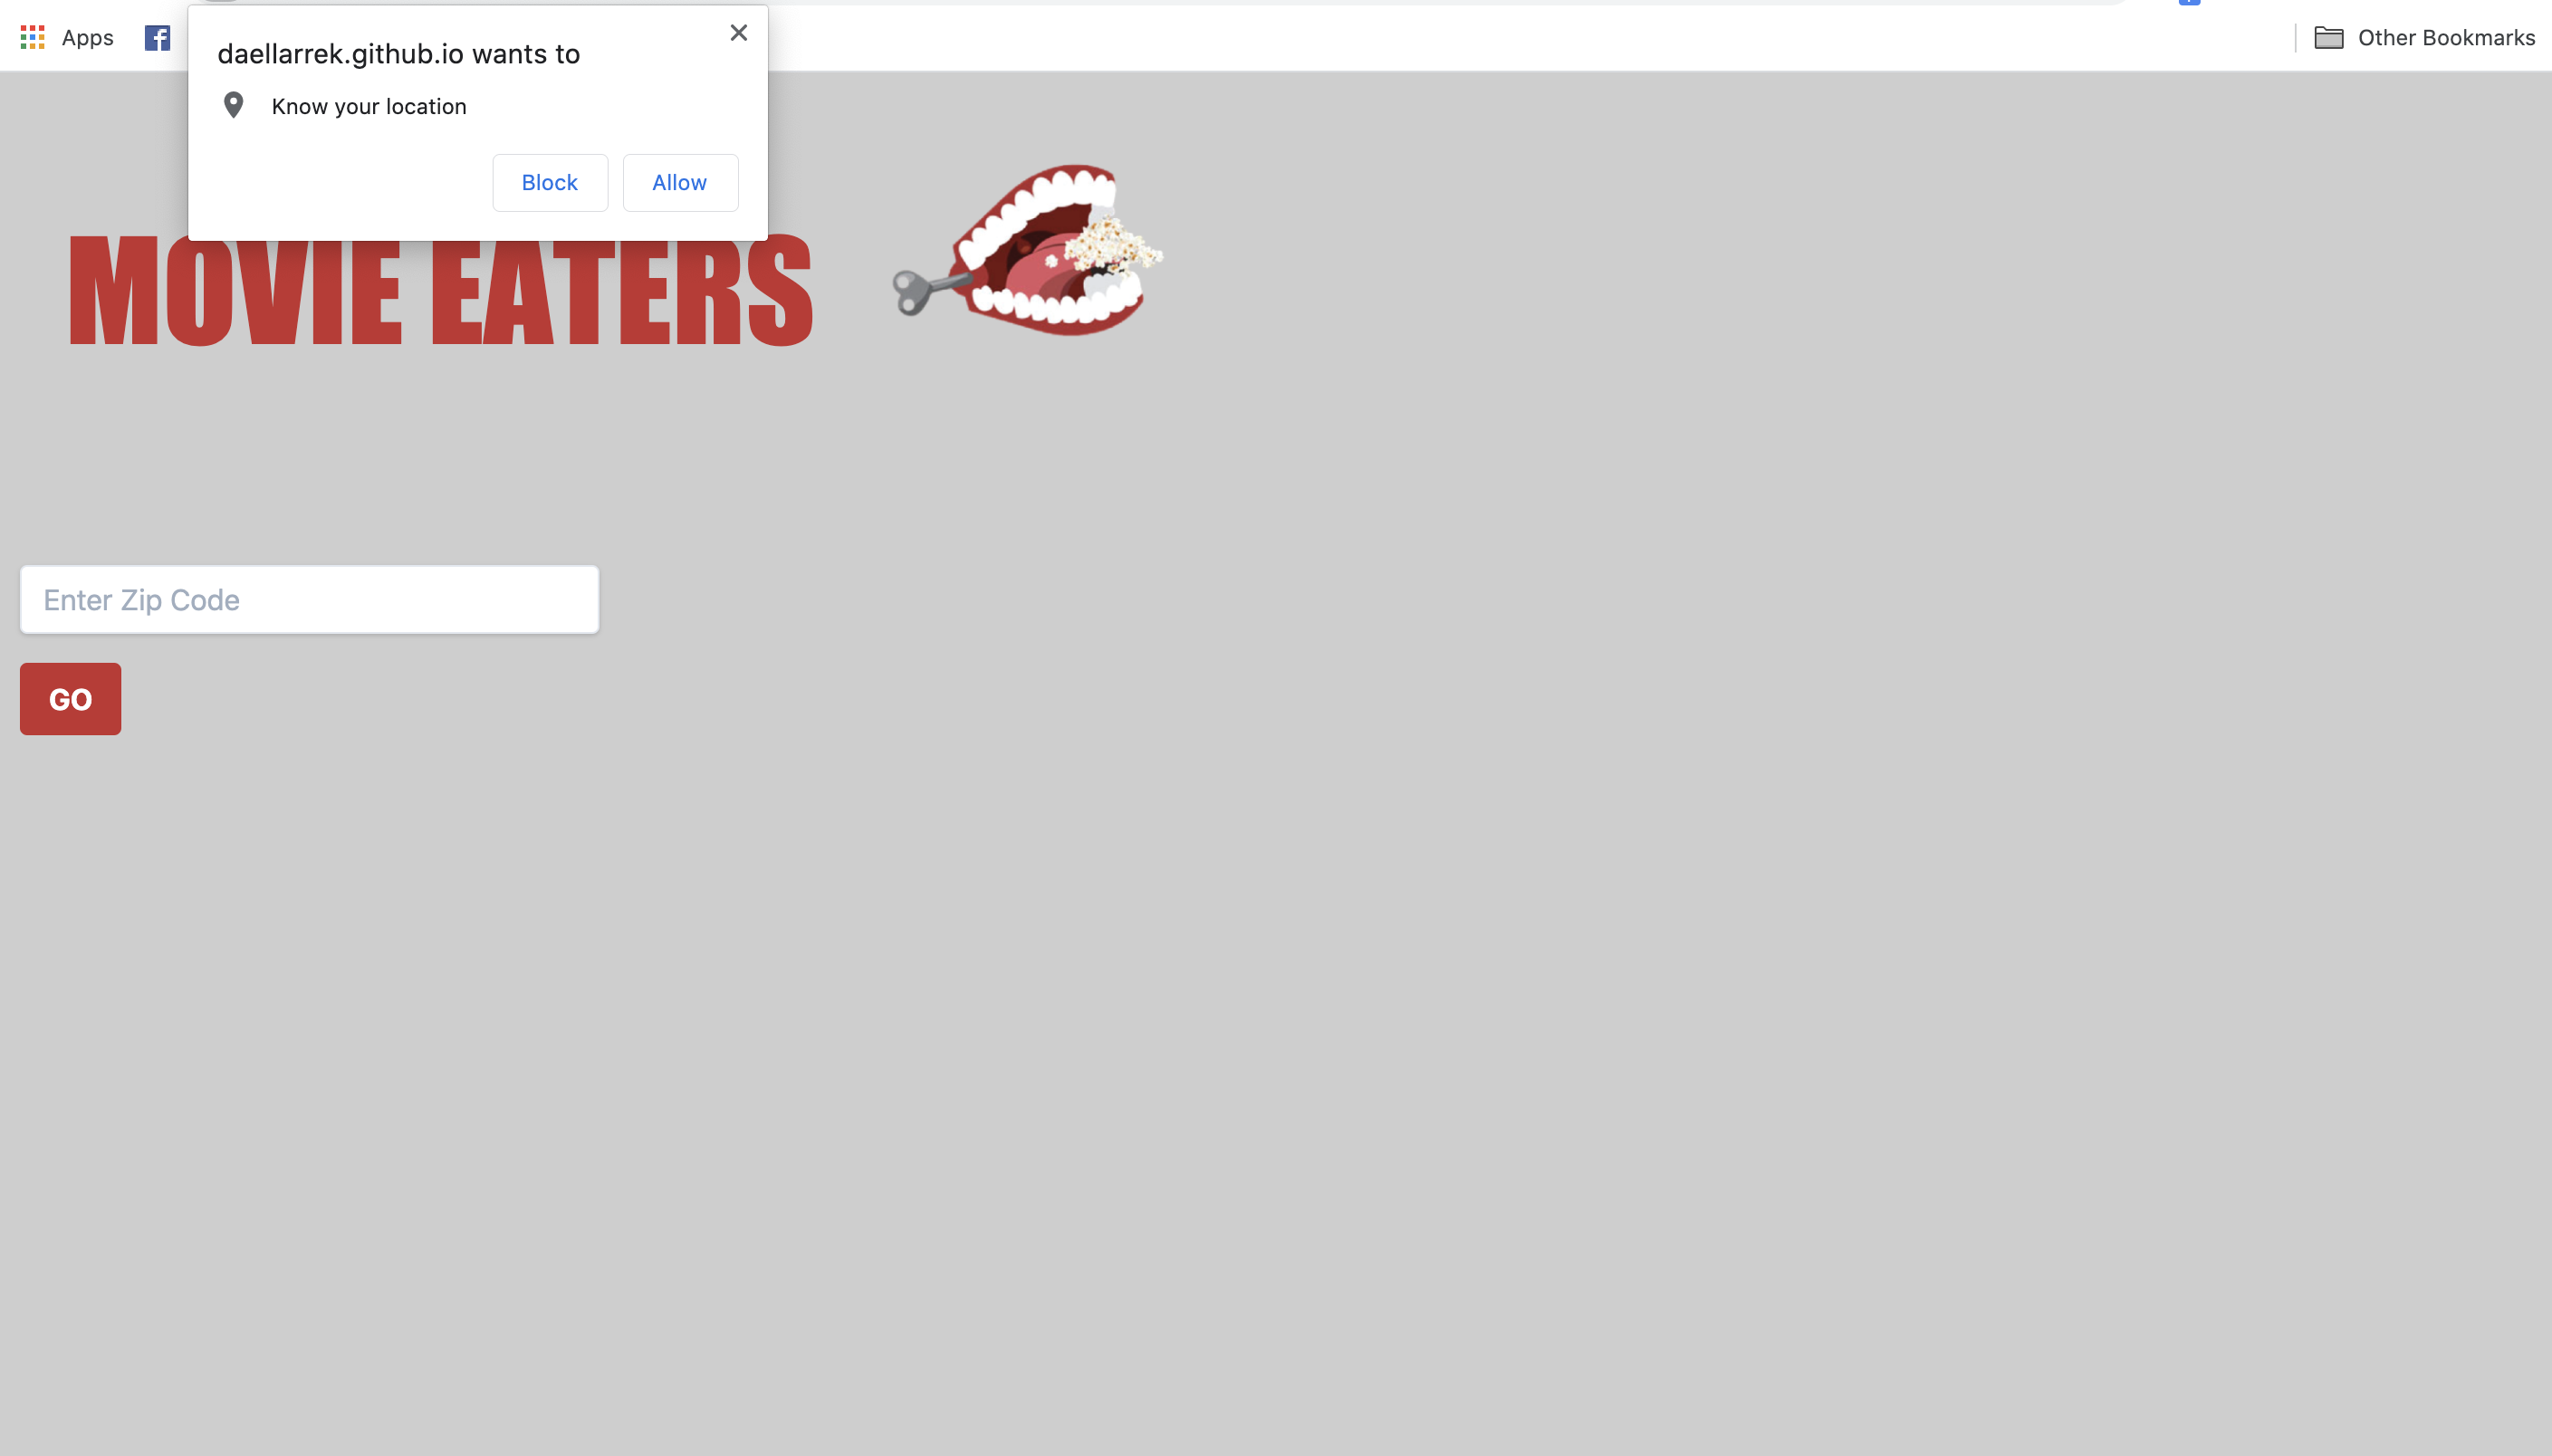 Apps
Other Bookmarks
daellarrek.github.io wants to
Know your location
Block
Allow
MOVIE EATERS
Enter Zip Code
GO